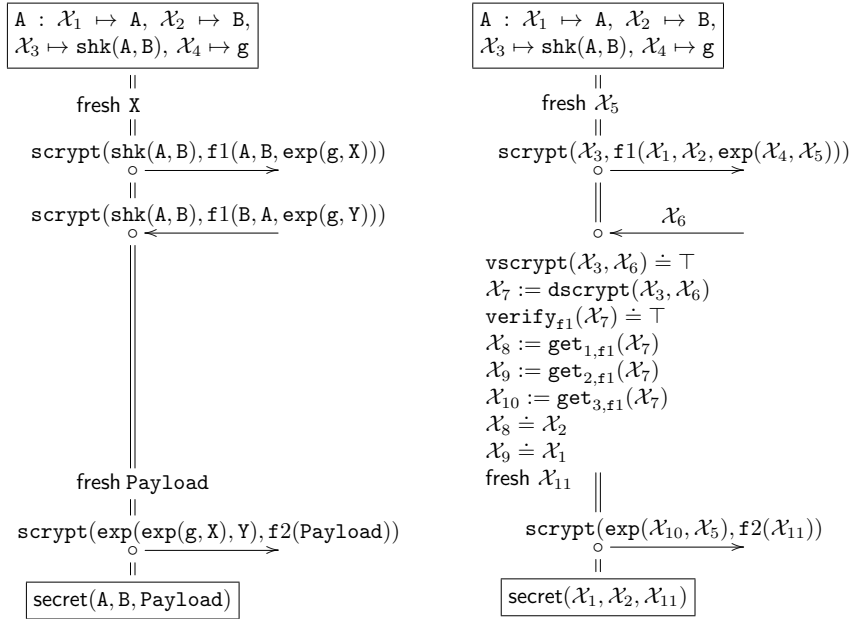 A : 𝒳₁ ↦ A, 𝒳₂ ↦ B,
𝒳₃ ↦ shk(A, B), 𝒳₄ ↦ g
fresh X
scrypt(shk(A, B), f1(A, B, exp(g, X)))
scrypt(shk(A, B), f1(B, A, exp(g, Y)))
fresh Payload
scrypt(exp(exp(g, X), Y), f2(Payload))
secret(A, B, Payload)
A : 𝒳₁ ↦ A, 𝒳₂ ↦ B,
𝒳₃ ↦ shk(A, B), 𝒳₄ ↦ g
fresh 𝒳₅
scrypt(𝒳₃, f1(𝒳₁, 𝒳₂, exp(𝒳₄, 𝒳₅)))
𝒳₆
vscrypt(𝒳₃, 𝒳₆) ≐ ⊤
𝒳₇ := dscrypt(𝒳₃, 𝒳₆)
verify_f1(𝒳₇) ≐ ⊤
𝒳₈ := get_1,f1(𝒳₇)
𝒳₉ := get_2,f1(𝒳₇)
𝒳₁₀ := get_3,f1(𝒳₇)
𝒳₈ ≐ 𝒳₂
𝒳₉ ≐ 𝒳₁
fresh 𝒳₁₁
scrypt(exp(𝒳₁₀, 𝒳₅), f2(𝒳₁₁))
secret(𝒳₁, 𝒳₂, 𝒳₁₁)